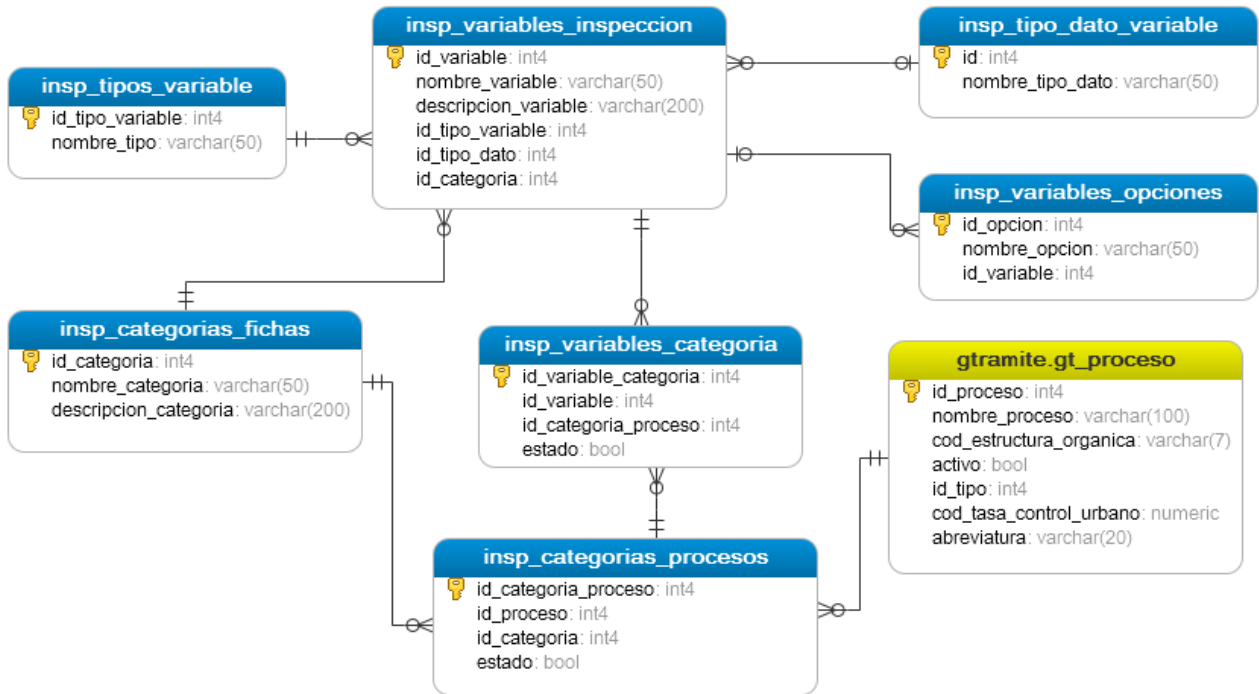 insp_variables_inspeccion
id_variable: int4
nombre_variable: varchar(50)
descripcion_variable: varchar(200)
id_tipo_variable: int4
id_tipo_dato: int4
id_categoria: int4
insp_tipo_dato_variable
id: int4
nombre_tipo_dato: varchar(50)
insp_tipos_variable
id_tipo_variable: int4
nombre_tipo: varchar(50)
insp_variables_opciones
id_opcion: int4
nombre_opcion: varchar(50)
id_variable: int4
insp_categorias_fichas
id_categoria: int4
nombre_categoria: varchar(50)
descripcion_categoria: varchar(200)
insp_variables_categoria
id_variable_categoria: int4
id_variable: int4
id_categoria_proceso: int4
estado: bool
gtramite.gt_proceso
id_proceso: int4
nombre_proceso: varchar(100)
cod_estructura_organica: varchar(7)
activo: bool
id_tipo: int4
cod_tasa_control_urbano: numeric
abreviatura: varchar(20)
insp_categorias_procesos
id_categoria_proceso: int4
id_proceso: int4
id_categoria: int4
estado: bool